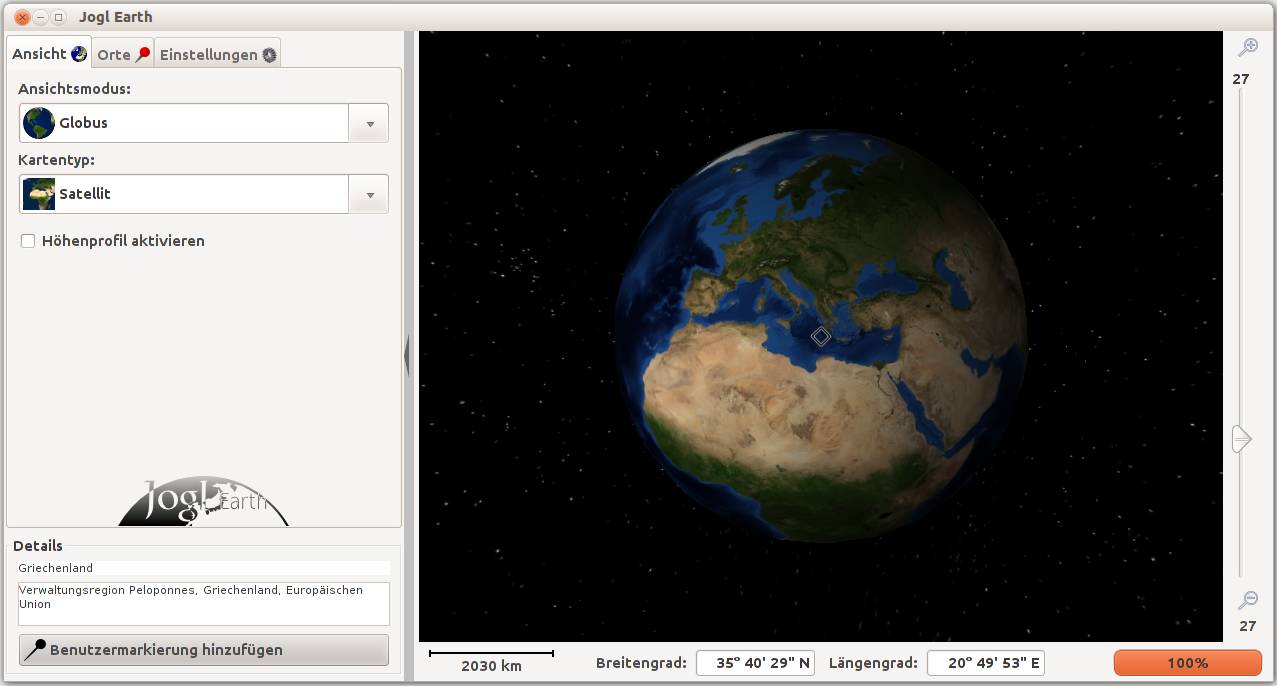 Jogl Earth
Ansicht
Orte
Einstellungen
Ansichtsmodus:
Globus
Kartentyp:
Satellit
Höhenprofil aktivieren
Jogl Earth
Details
Griechenland
Verwaltungsregion Peloponnes, Griechenland, Europäischen
Union
Benutzermarkierung hinzufügen
27
27
2030 km
Breitengrad: 35° 40' 29" N Längengrad: 20° 49' 53" E
100%